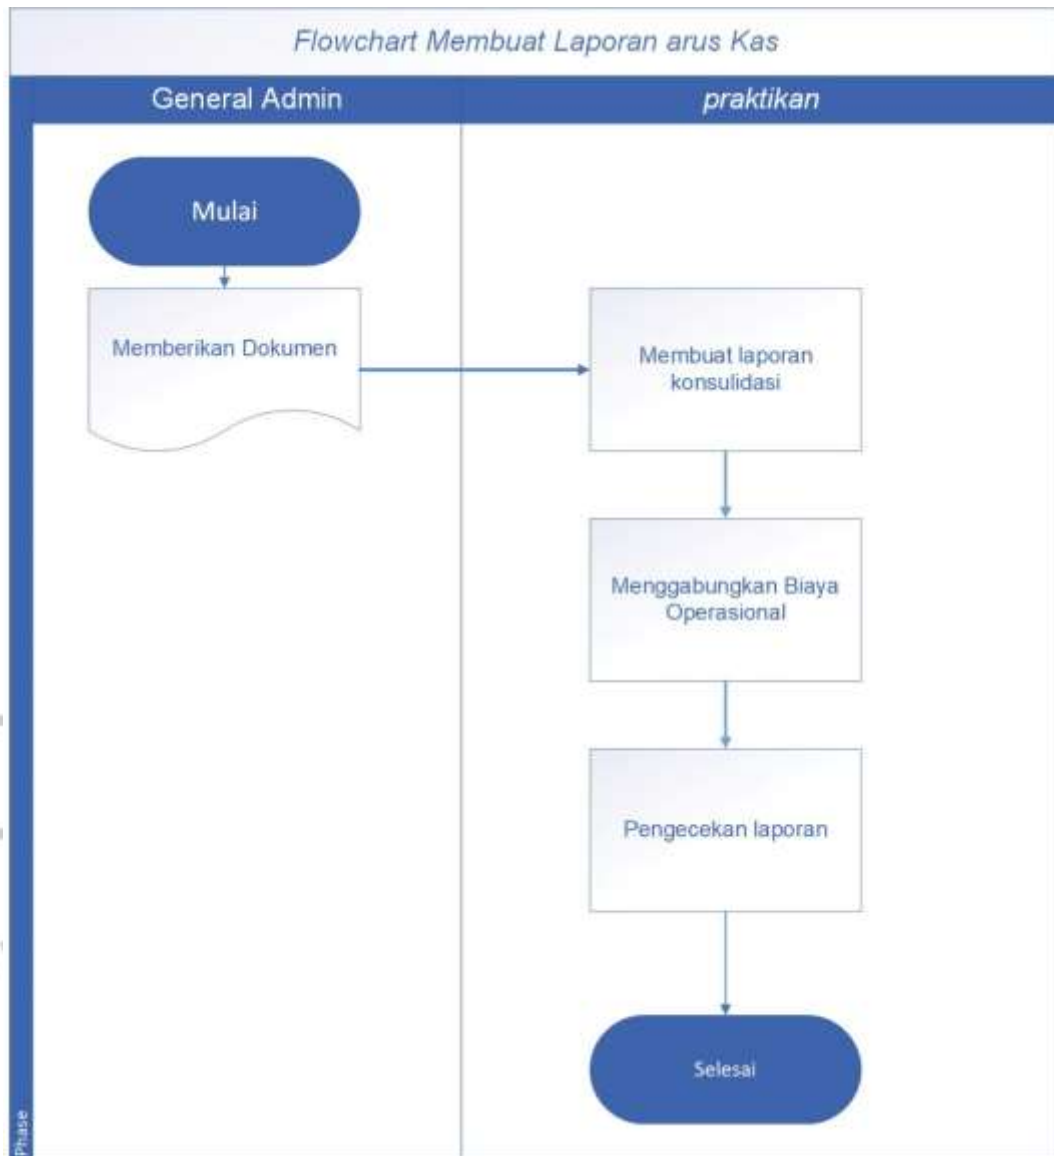 Flowchart Membuat Laporan arus Kas
General Admin
praktikan
Mulai
Memberikan Dokumen
Membuat laporan
konsulidasi
Menggabungkan Biaya
Operasional
Pengecekan laporan
Selesai
Phase